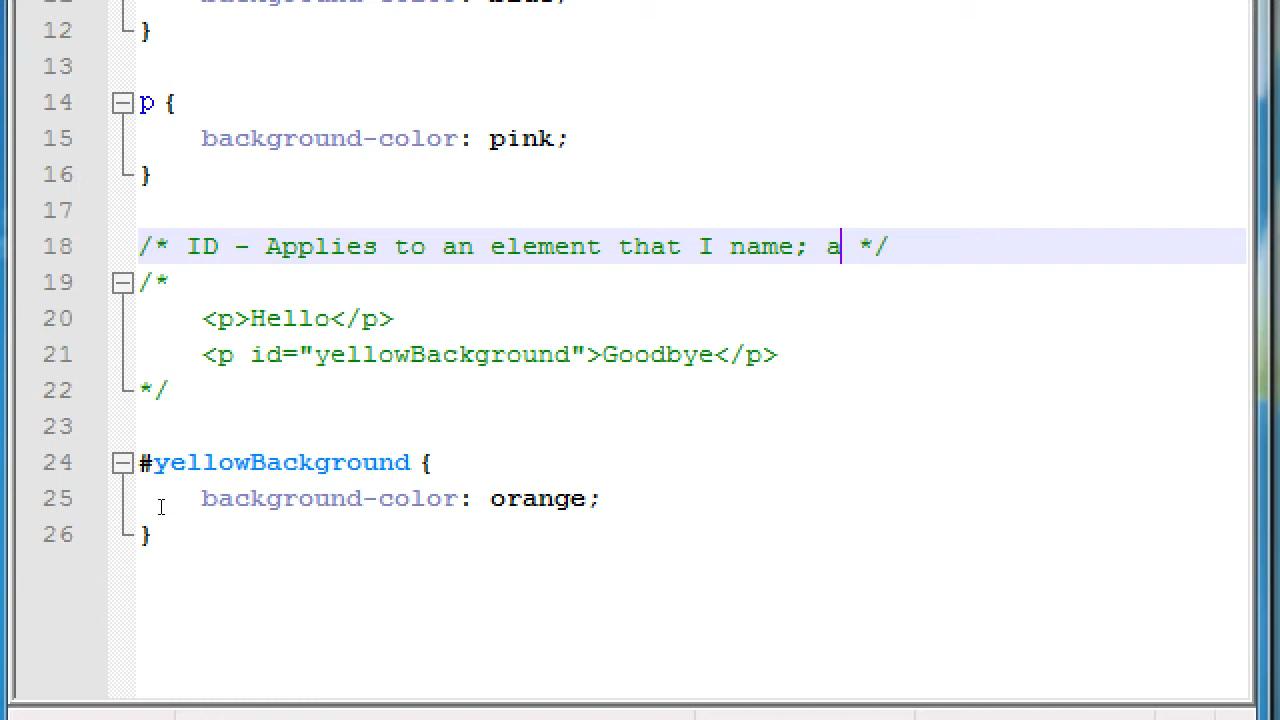 12 }
13
14 p {
15 background-color: pink;
16 }
17
18 /* ID - Applies to an element that I name; a */
19 /*
20 <p>Hello</p>
21 <p id="yellowBackground">Goodbye</p>
22 */
23
24 #yellowBackground {
25 background-color: orange;
26 }